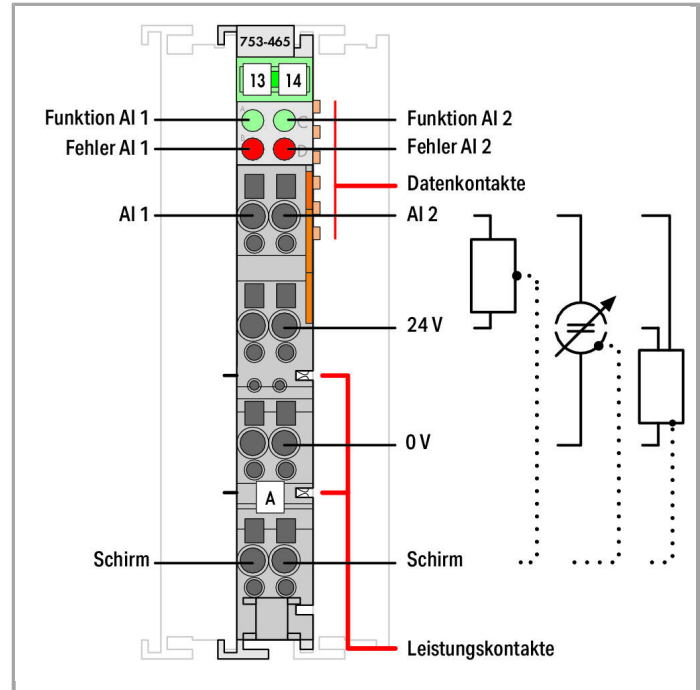 753-465
13 14
A C
Funktion AI 1
Funktion AI 2
B D
Fehler AI 1
Fehler AI 2
Datenkontakte
AI 1
AI 2
24 V
0 V
A
Schirm
Schirm
Leistungskontakte